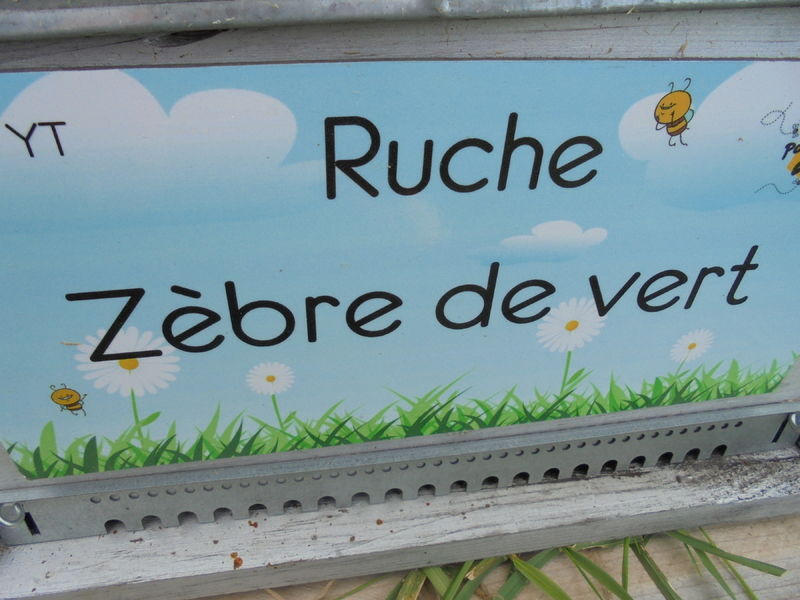 YT
Ruche
Zèbre de vert